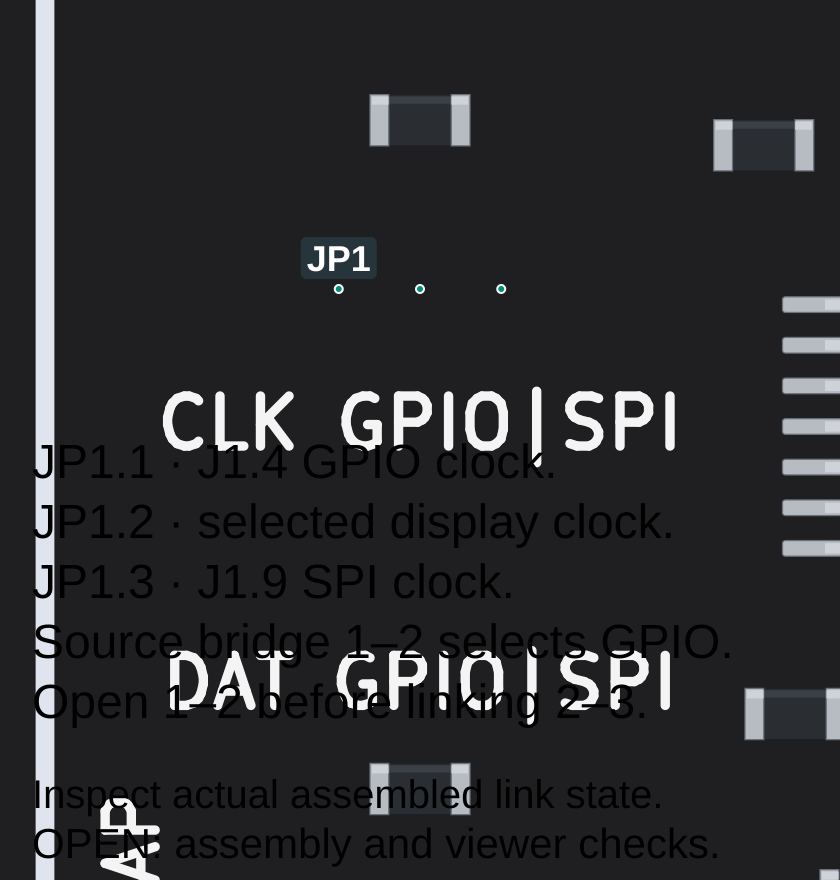 JP1
CLK GPIO|SPI
JP1.1 · J1.4 GPIO clock.
JP1.2 · selected display clock.
JP1.3 · J1.9 SPI clock.
Source bridge 1–2 selects GPIO.
DAT GPIO|SPI
Open 1–2 before linking 2–3.
Inspect actual assembled link state.
OPEN: assembly and viewer checks.